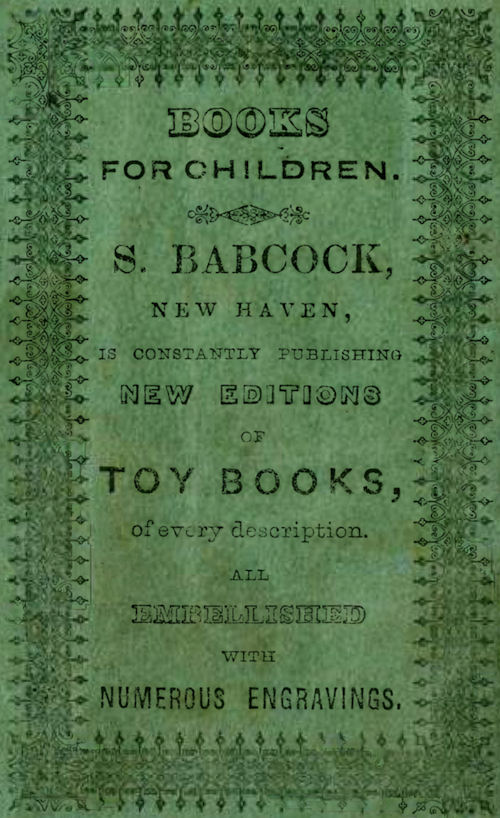 BOOKS
FOR CHILDREN.
S. BABCOCK,
NEW HAVEN,
IS CONSTANTLY PUBLISHING
NEW EDITIONS
OF
TOY BOOKS,
of every description.
ALL
EMBELLISHED
WITH
NUMEROUS ENGRAVINGS.